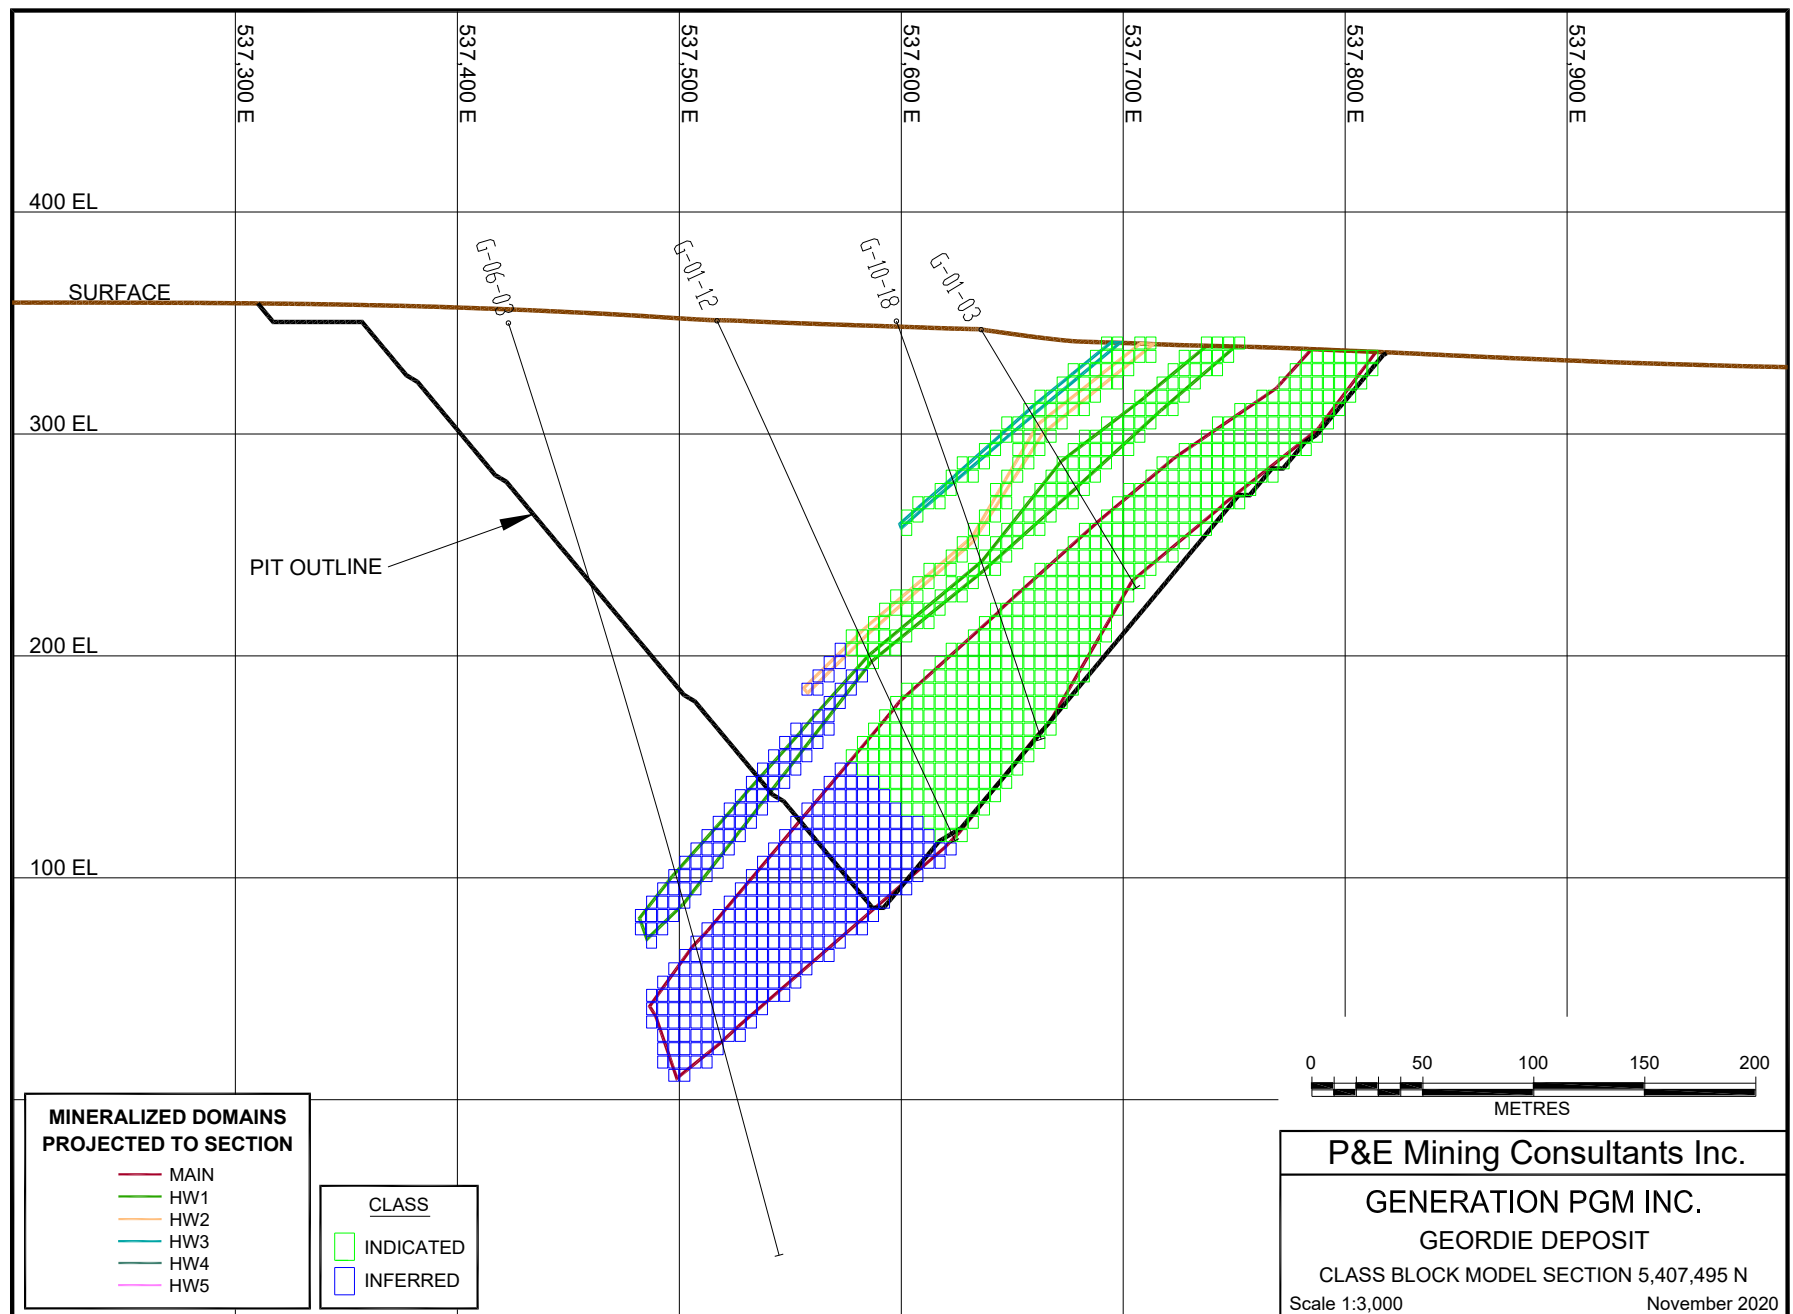 537,300 E
537,400 E
537,500 E
537,600 E
537,700 E
537,800 E
537,900 E
400 EL
SURFACE
G-06-03
G-01-12
G-10-18
G-01-03
300 EL
PIT OUTLINE
200 EL
100 EL
0 50 100 150 200
METRES
MINERALIZED DOMAINS
PROJECTED TO SECTION
MAIN
HW1
HW2
HW3
HW4
HW5
CLASS
INDICATED
INFERRED
P&E Mining Consultants Inc.
GENERATION PGM INC.
GEORDIE DEPOSIT
CLASS BLOCK MODEL SECTION 5,407,495 N
Scale 1:3,000 November 2020